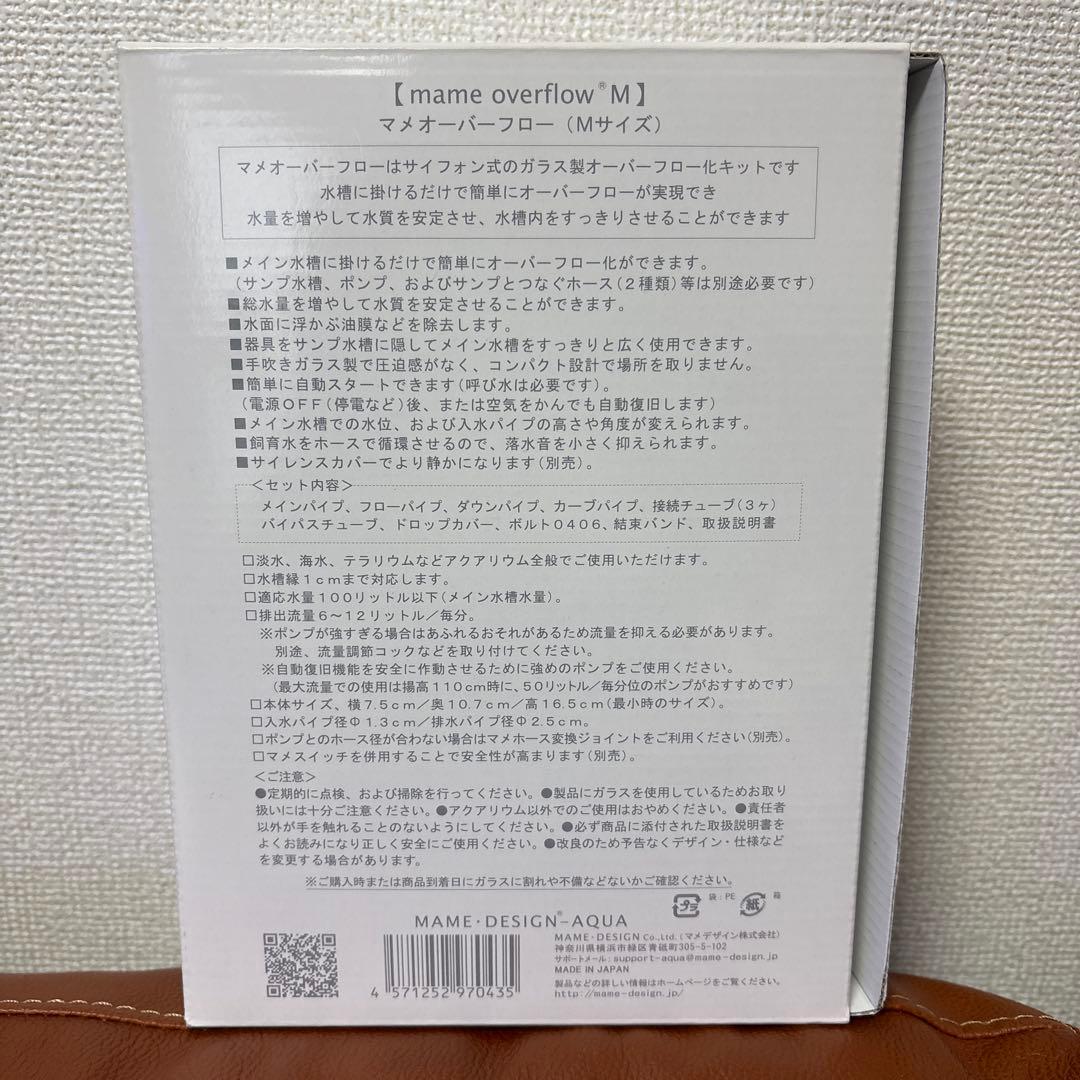 【mame overflow®M】
マメオーバーフロー（Mサイズ）
マメオーバーフローはサイフォン式のガラス製オーバーフロー化キットです
水槽に掛けるだけで簡単にオーバーフローが実現でき
水量を増やして水質を安定させ、水槽内をすっきりさせることができます
■メイン水槽に掛けるだけで簡単にオーバーフロー化ができます。
（サンプ水槽、ポンプ、およびサンプとつなぐホース（2種類）等は別途必要です）
■総水量を増やして水質を安定させることができます。
■水面に浮かぶ油膜などを除去します。
■器具をサンプ水槽に隠してメイン水槽をすっきりと広く使用できます。
■手吹きガラス製で圧迫感がなく、コンパクト設計で場所を取りません。
■簡単に自動スタートできます（呼び水は必要です）。
（電源OFF（停電など）後、または空気をかんでも自動復旧します）
■メイン水槽での水位、および入水パイプの高さや角度が変えられます。
■飼育水をホースで循環させるので、落水音を小さく抑えられます。
■サイレンスカバーでより静かになります（別売）。
＜セット内容＞
メインパイプ、フローパイプ、ダウンパイプ、カーブパイプ、接続チューブ（3ヶ）
バイパスチューブ、ドロップカバー、ボルト0406、結束バンド、取扱説明書
□淡水、海水、テラリウムなどアクアリウム全般でご使用いただけます。
□水槽縁1cmまで対応します。
□適応水量100リットル以下（メイン水槽水量）。
□排出流量6〜12リットル／毎分。
※ポンプが強すぎる場合はあふれるおそれがあるため流量を抑える必要があります。
別途、流量調節コックなどを取り付けてください。
※自動復旧機能を安全に作動させるために強めのポンプをご使用ください。
（最大流量での使用は揚高110cm時に、50リットル／毎分位のポンプがおすすめです）
□本体サイズ、横7.5cm／奥10.7cm／高16.5cm（最小時のサイズ）。
□入水パイプ径Φ1.3cm／排水パイプ径Φ2.5cm。
□ポンプとのホース径が合わない場合はマメホース変換ジョイントをご利用ください（別売）。
□マメスイッチを併用することで安全性が高まります（別売）。
＜ご注意＞
●定期的に点検、および掃除を行ってください。●製品にガラスを使用しているためお取り
扱いには十分ご注意ください。●アクアリウム以外でのご使用はおやめください。●責任者
以外が手を触れることのないようにしてください。●必ず商品に添付された取扱説明書を
よくお読みになり正しく安全にご使用ください。●改良のため予告なくデザイン・仕様など
を変更する場合があります。
※ご購入時または商品到着日にガラスに割れや不備などないかご確認ください。
プラ
袋：PE
紙
箱
MAME・DESIGN®-AQUA
4 571252 970435
MAME・DESIGN Co.,Ltd.（マメデザイン株式会社）
神奈川県横浜市緑区青砥町305-5-102
サポートメール：support-aqua@mame-design.jp
MADE IN JAPAN
製品などの詳しい情報はホームページをご覧ください。
http://mame-design.jp/